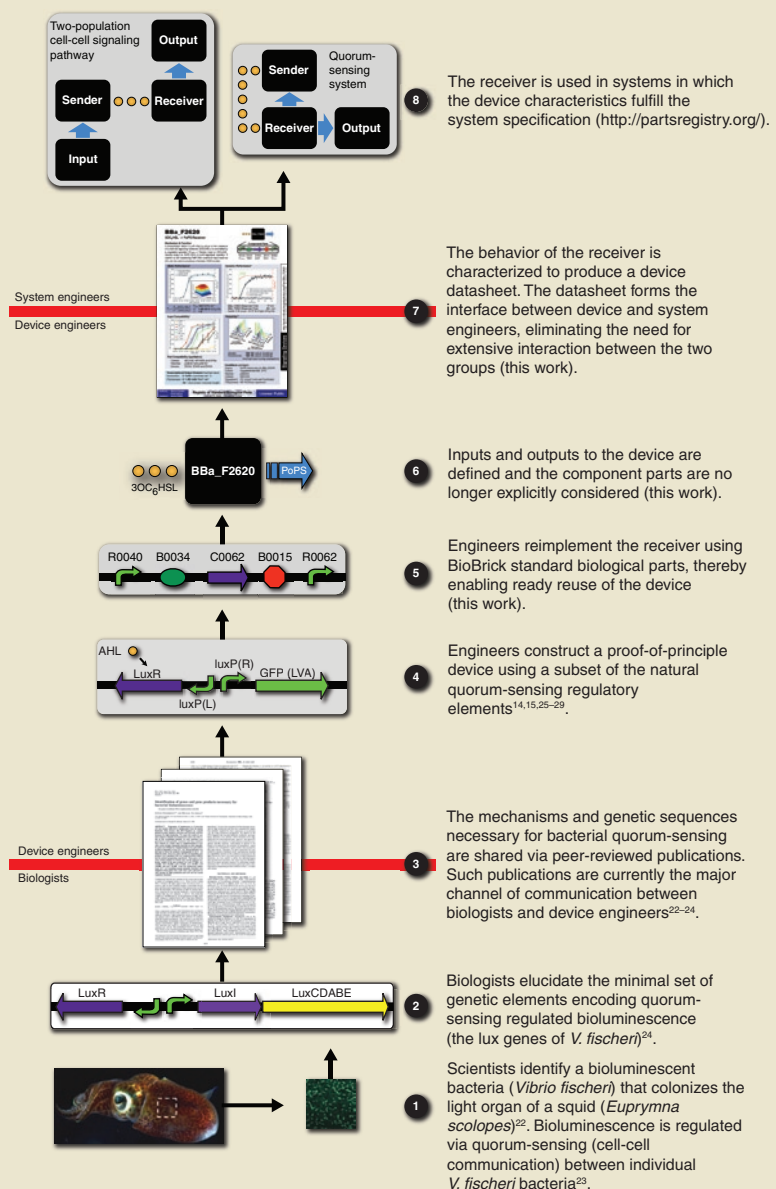 Two-population
cell-cell signaling
pathway
Output
Sender
Receiver
Input
Quorum-
sensing
system
Sender
Receiver
Output
8
The receiver is used in systems in which
the device characteristics fulfill the
system specification (http://partsregistry.org/).
BBa_F2620
System engineers
Device engineers
7
The behavior of the receiver is
characterized to produce a device
datasheet. The datasheet forms the
interface between device and system
engineers, eliminating the need for
extensive interaction between the two
groups (this work).
3OC6HSL
BBa_F2620
PoPS
6
Inputs and outputs to the device are
defined and the component parts are no
longer explicitly considered (this work).
R0040 B0034 C0062 B0015 R0062
5
Engineers reimplement the receiver using
BioBrick standard biological parts, thereby
enabling ready reuse of the device
(this work).
AHL
LuxR
luxP(R)
GFP (LVA)
luxP(L)
4
Engineers construct a proof-of-principle
device using a subset of the natural
quorum-sensing regulatory
elements14,15,25–29.
Device engineers
Biologists
3
The mechanisms and genetic sequences
necessary for bacterial quorum-sensing
are shared via peer-reviewed publications.
Such publications are currently the major
channel of communication between
biologists and device engineers22–24.
LuxR
LuxI
LuxCDABE
2
Biologists elucidate the minimal set of
genetic elements encoding quorum-
sensing regulated bioluminescence
(the lux genes of V. fischeri)24.
1
Scientists identify a bioluminescent
bacteria (Vibrio fischeri) that colonizes the
light organ of a squid (Euprymna
scolopes)22. Bioluminescence is regulated
via quorum-sensing (cell-cell
communication) between individual
V. fischeri bacteria23.